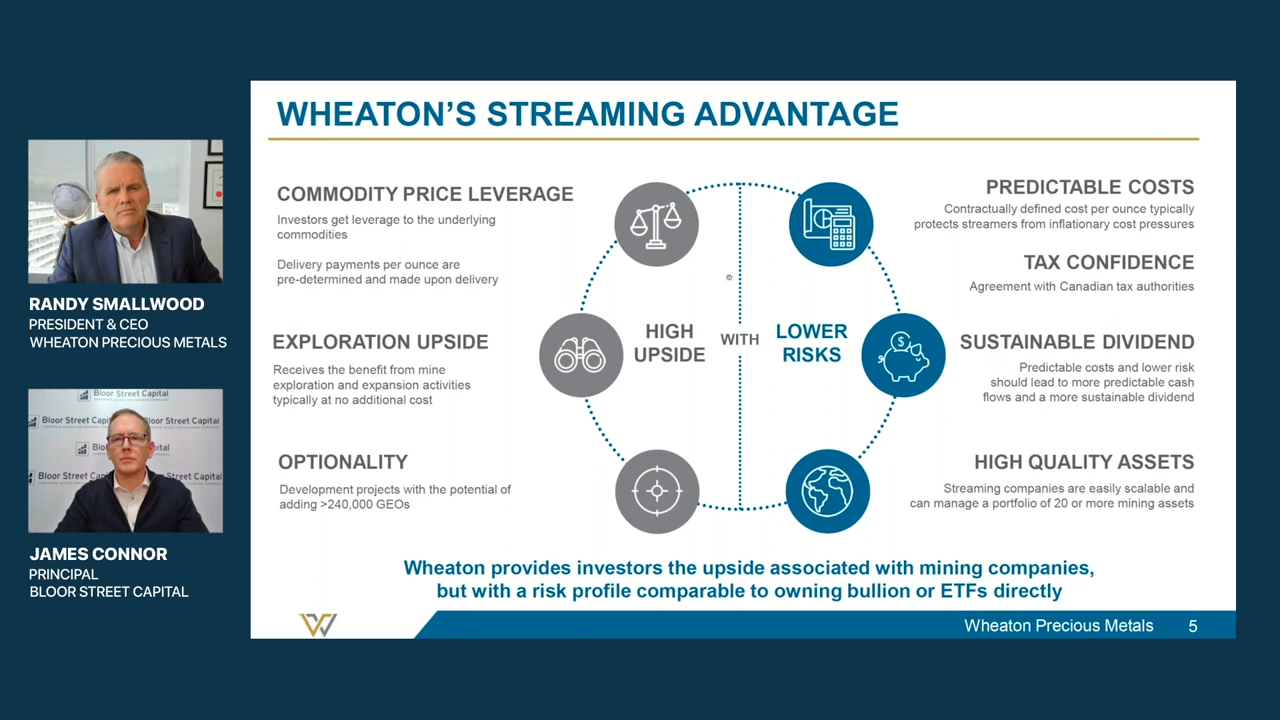 WHEATON'S STREAMING ADVANTAGE
RANDY SMALLWOOD
PRESIDENT & CEO
WHEATON PRECIOUS METALS
Bloor Street Capital
Bloor Street Capital
JAMES CONNOR
PRINCIPAL
BLOOR STREET CAPITAL
COMMODITY PRICE LEVERAGE
Investors get leverage to the underlying
commodities
Delivery payments per ounce are
pre-determined and made upon delivery
EXPLORATION UPSIDE
Receives the benefit from mine
exploration and expansion activities
typically at no additional cost
OPTIONALITY
Development projects with the potential of
adding >240,000 GEOs
HIGH
UPSIDE
WITH
LOWER
RISKS
PREDICTABLE COSTS
Contractually defined cost per ounce typically
protects streamers from inflationary cost pressures
TAX CONFIDENCE
Agreement with Canadian tax authorities
SUSTAINABLE DIVIDEND
Predictable costs and lower risk
should lead to more predictable cash
flows and a more sustainable dividend
HIGH QUALITY ASSETS
Streaming companies are easily scalable and
can manage a portfolio of 20 or more mining assets
Wheaton provides investors the upside associated with mining companies,
but with a risk profile comparable to owning bullion or ETFs directly
Wheaton Precious Metals 5